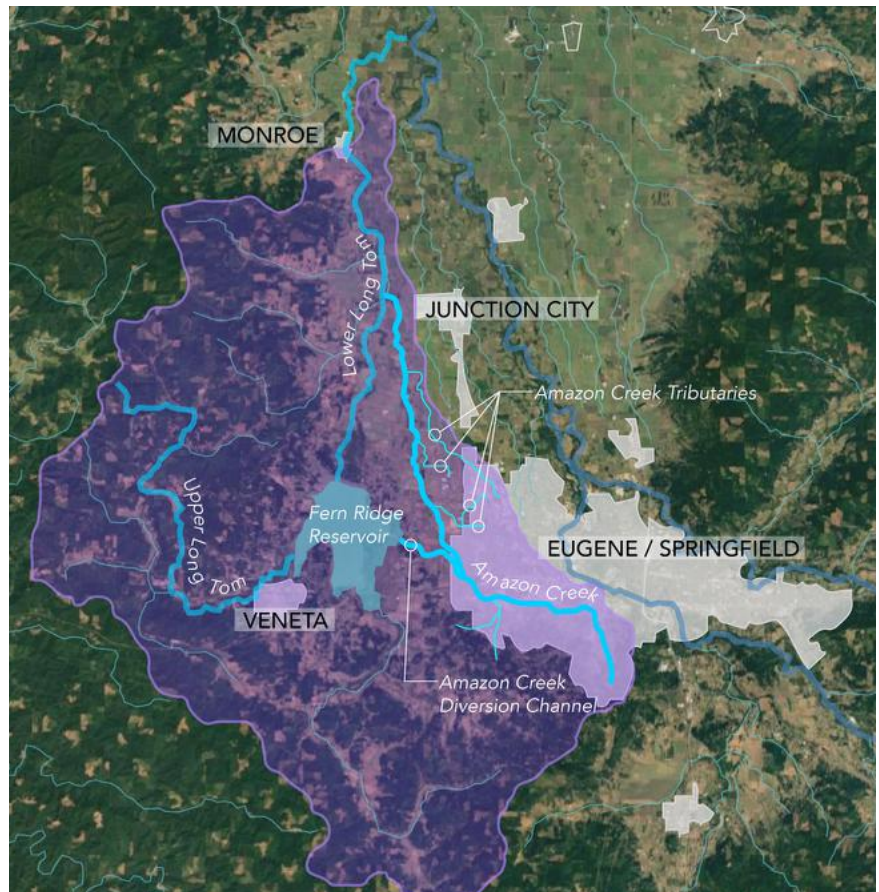 MONROE
Lower Long Tom
JUNCTION CITY
Amazon Creek Tributaries
Upper Long Tom
Fern Ridge
Reservoir
EUGENE / SPRINGFIELD
Amazon Creek
VENETA
Amazon Creek
Diversion Channel